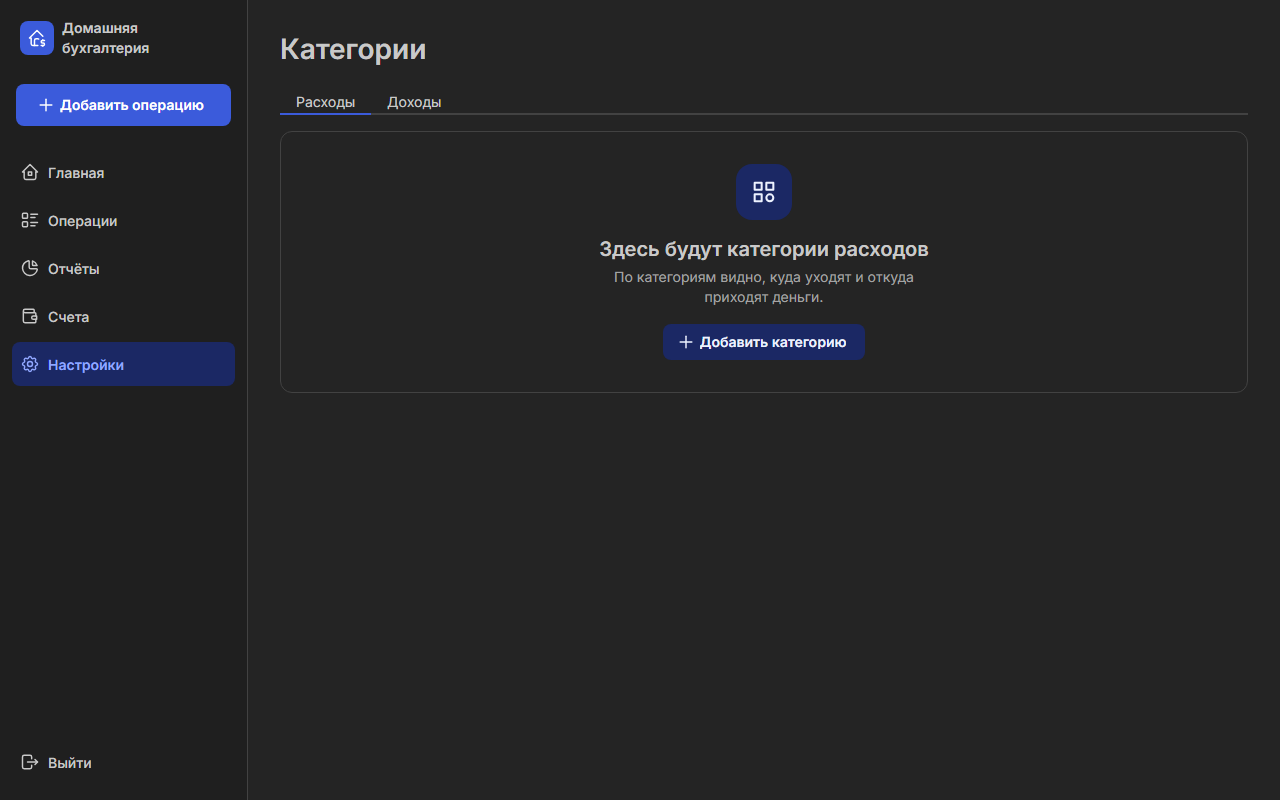 Домашняя
бухгалтерия
Добавить операцию
Главная
Операции
Отчёты
Счета
Настройки
Выйти
Категории
Расходы
Доходы
Здесь будут категории расходов
По категориям видно, куда уходят и откуда
приходят деньги.
Добавить категорию